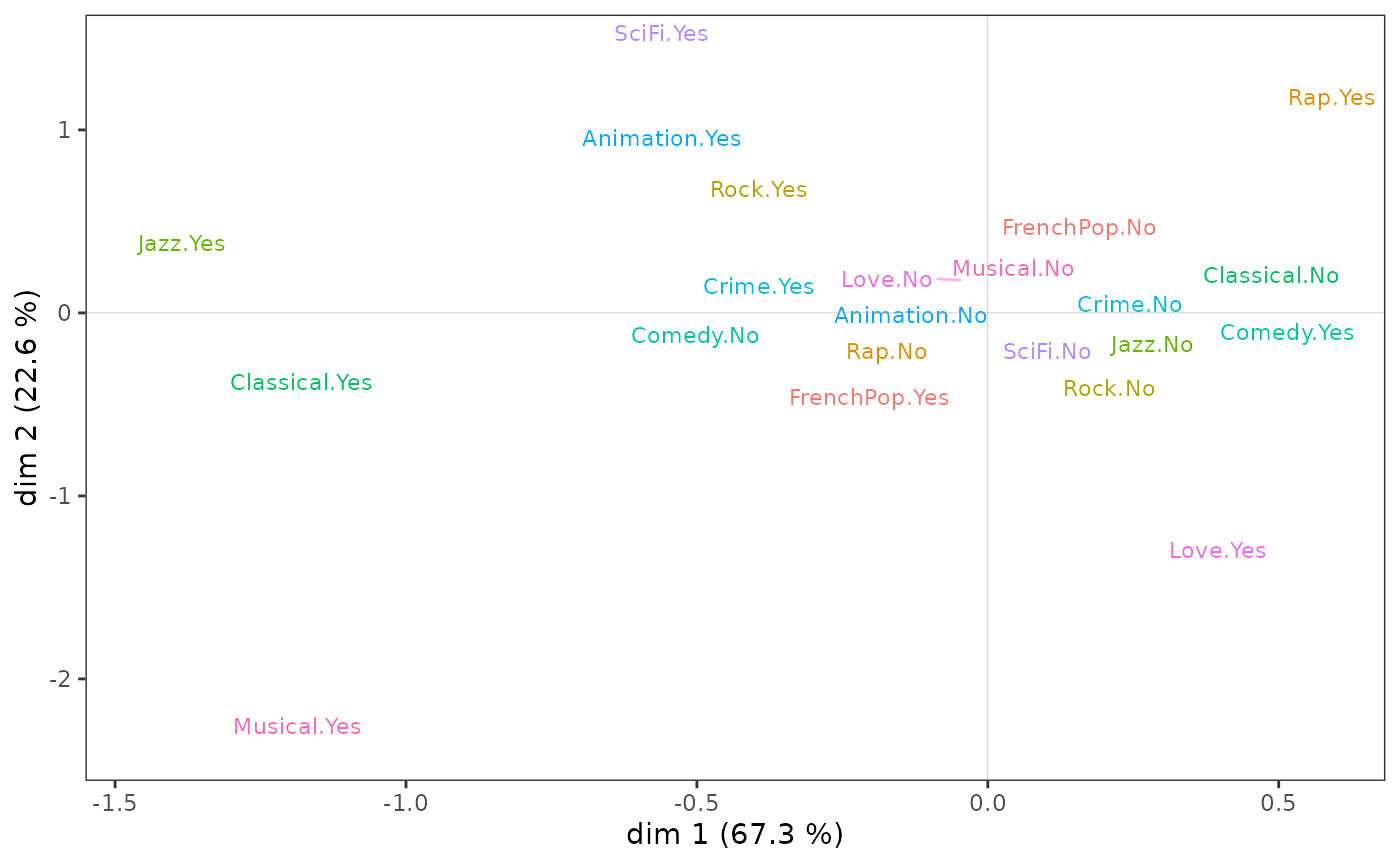 SciFi.Yes
Rap.Yes
1
Animation.Yes
Rock.Yes
FrenchPop.No
Jazz.Yes
Musical.No
Love.No
Classical.No
Crime.Yes
Crime.No
0
Animation.No
Comedy.No
Comedy.Yes
Rap.No
SciFi.No
Jazz.No
Classical.Yes
Rock.No
FrenchPop.Yes
-1
Love.Yes
-2
Musical.Yes
dim 2 (22.6 %)
-1.5
-1.0
-0.5
0.0
0.5
dim 1 (67.3 %)